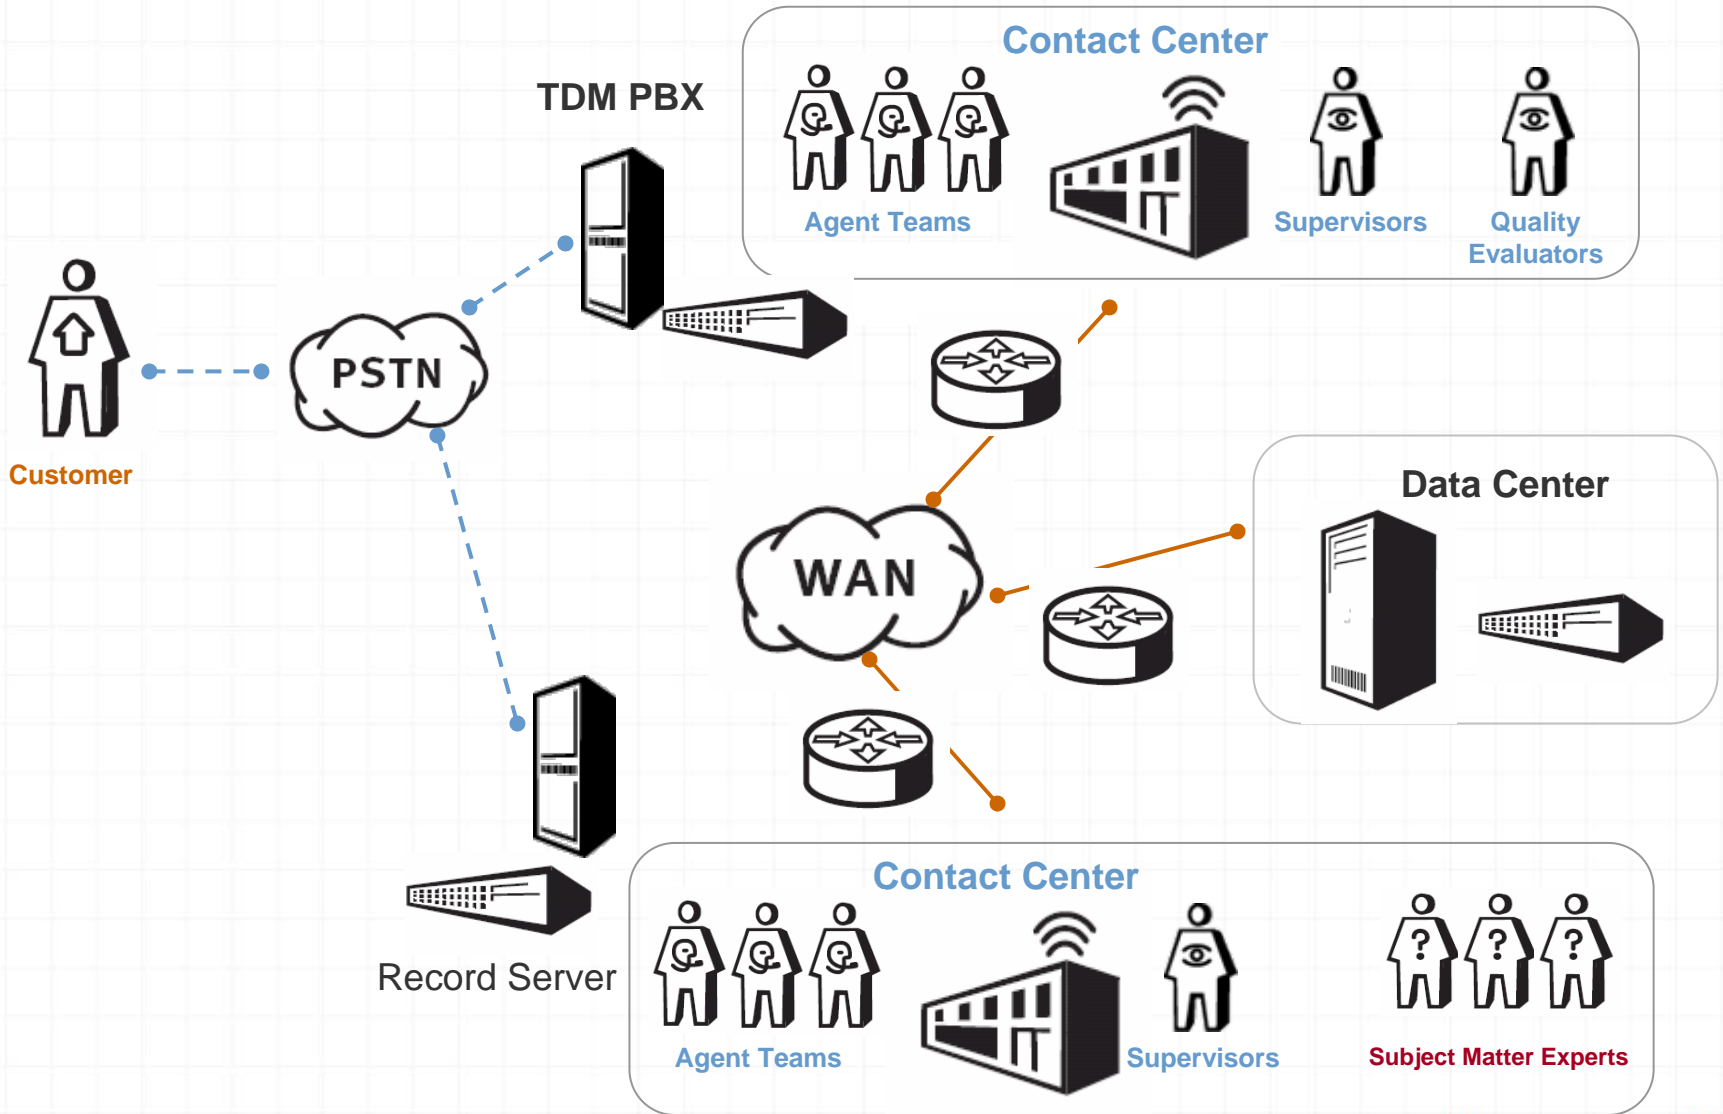 Contact Center
TDM PBX
Agent Teams
Supervisors
Quality
Evaluators
PSTN
Customer
Data Center
WAN
Contact Center
Record Server
Agent Teams
Supervisors
Subject Matter Experts
? ? ?